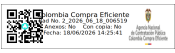 Colombia Compra Eficiente
Rad No. 2_2026_06_18_006519
Anexos: No Con copia: No
Fecha: 18/06/2026 14:25:41
Agencia Nacional
de Contratación Pública
Colombia Compra Eficiente